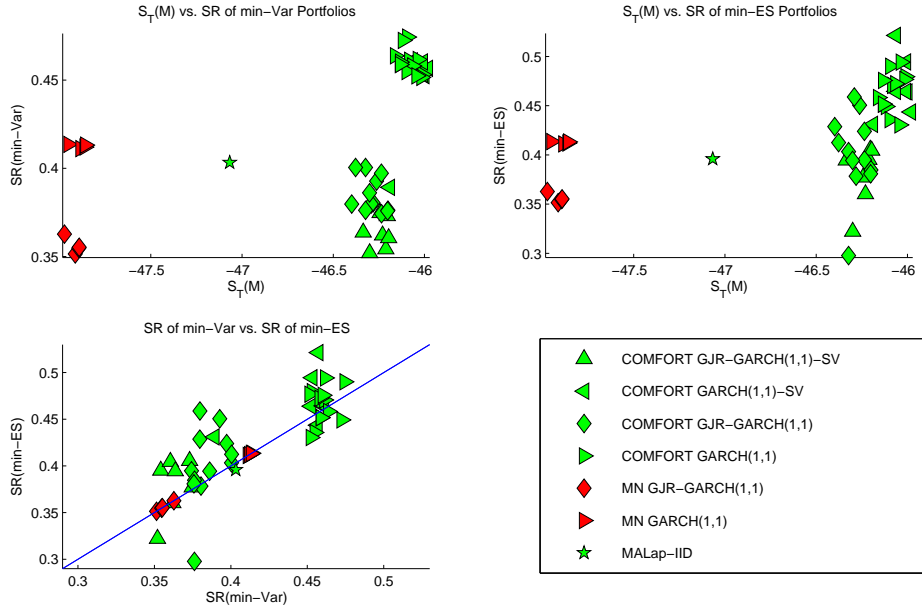 S_T(M) vs. SR of min−Var Portfolios
0.45
0.4
0.35
SR(min−Var)
−47.5
−47
−46.5
−46
S_T(M)
S_T(M) vs. SR of min−ES Portfolios
0.5
0.45
0.4
0.35
0.3
SR(min−ES)
−47.5
−47
−46.5
−46
S_T(M)
SR of min−Var vs. SR of min−ES
0.5
0.45
0.4
0.35
0.3
SR(min−ES)
0.3
0.35
0.4
0.45
0.5
SR(min−Var)
COMFORT GJR−GARCH(1,1)−SV
COMFORT GARCH(1,1)−SV
COMFORT GJR−GARCH(1,1)
COMFORT GARCH(1,1)
MN GJR−GARCH(1,1)
MN GARCH(1,1)
MALap−IID